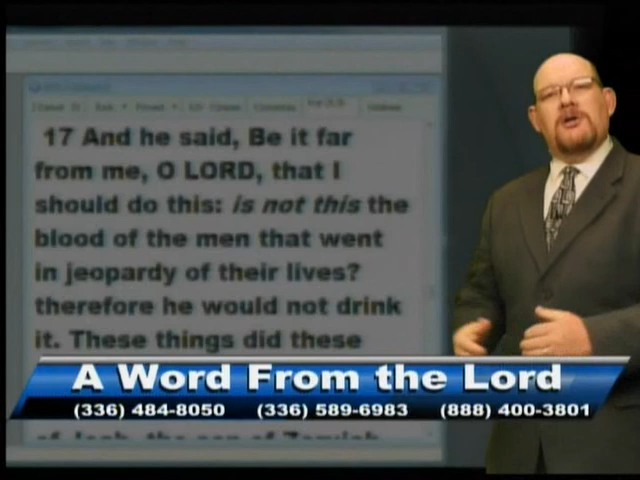 17 And he said, Be it far
from me, O LORD, that I
should do this: is not this the
blood of the men that went
in jeopardy of their lives?
therefore he would not drink
it. These things did these
A Word From the Lord
(336) 484-8050 (336) 589-6983 (888) 400-3801